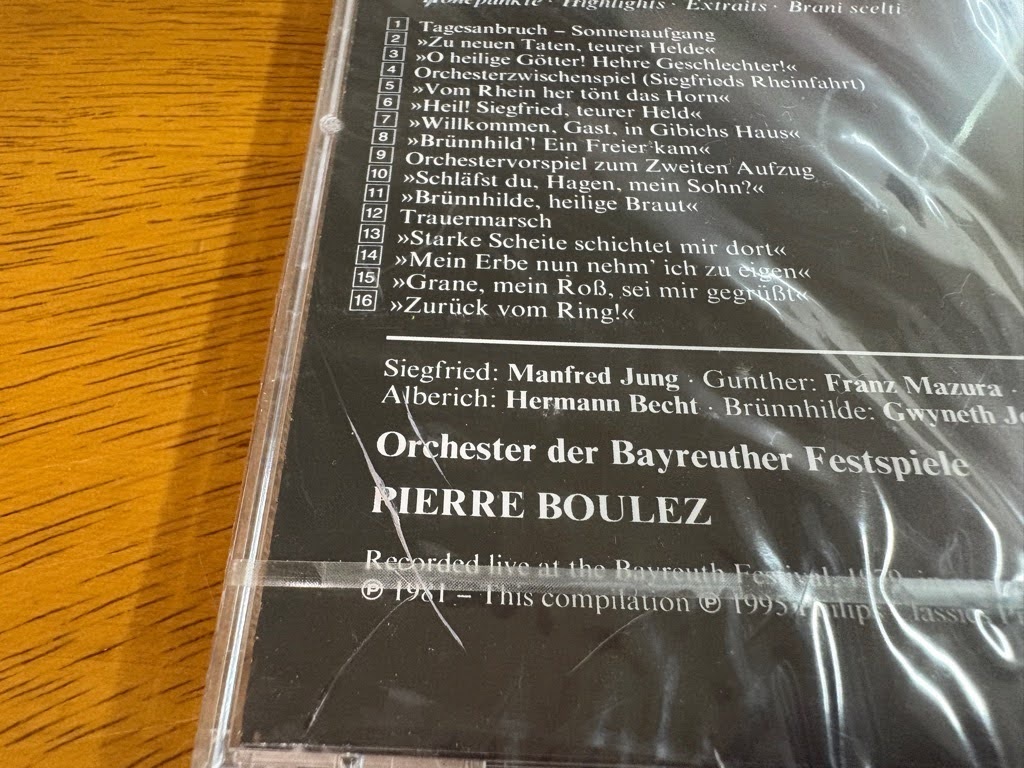 Höhepunkte · Highlights · Extraits · Brani scelti
1 Tagesanbruch – Sonnenaufgang
2 »Zu neuen Taten, teurer Helde«
3 »O heilige Götter! Hehre Geschlechter!«
4 Orchesterzwischenspiel (Siegfrieds Rheinfahrt)
5 »Vom Rhein her tönt das Horn«
6 »Heil! Siegfried, teurer Held«
7 »Willkommen, Gast, in Gibichs Haus«
8 »Brünnhild'! Ein Freier kam«
9 Orchestervorspiel zum Zweiten Aufzug
10 »Schläfst du, Hagen, mein Sohn?«
11 »Brünnhilde, heilige Braut«
12 Trauermarsch
13 »Starke Scheite schichtet mir dort«
14 »Mein Erbe nun nehm' ich zu eigen«
15 »Grane, mein Roß, sei mir gegrüßt«
16 »Zurück vom Ring!«
Siegfried: Manfred Jung · Gunther: Franz Mazura ·
Alberich: Hermann Becht · Brünnhilde: Gwyneth
Orchester der Bayreuther Festspiele
PIERRE BOULEZ
Recorded live at the Bayreuth Festival, 1979,
℗ 1981 – This compilation ℗ 1995 Philips Classics